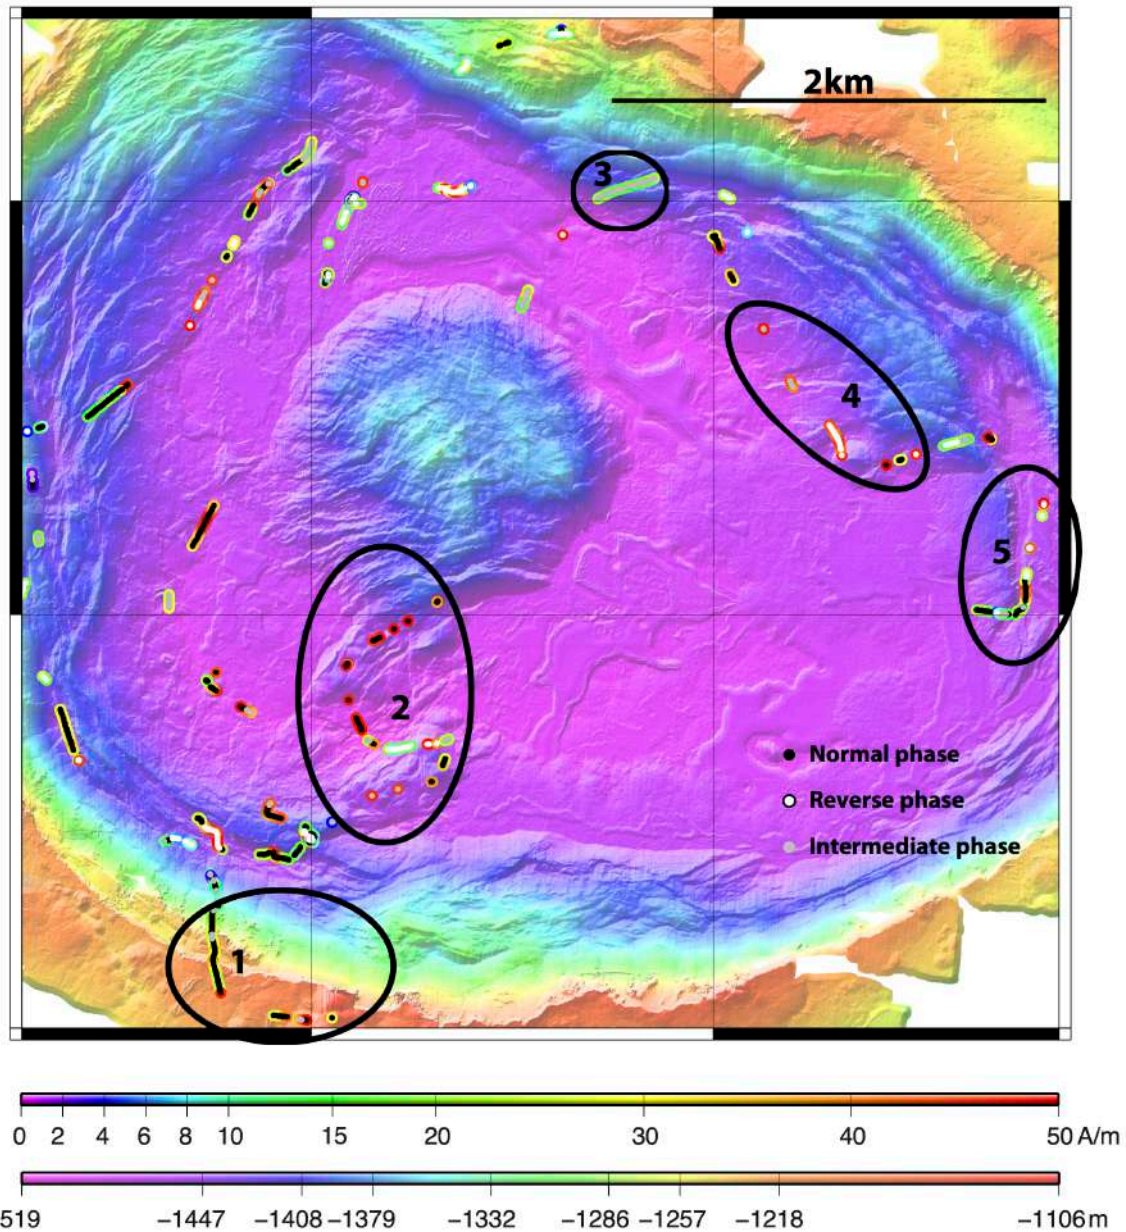 2km
3
4
5
2
Normal phase
Reverse phase
Intermediate phase
1
0 2 4 6 8 10 15 20 30 40 50 A/m
519 −1447 −1408 −1379 −1332 −1286 −1257 −1218 −1106 m